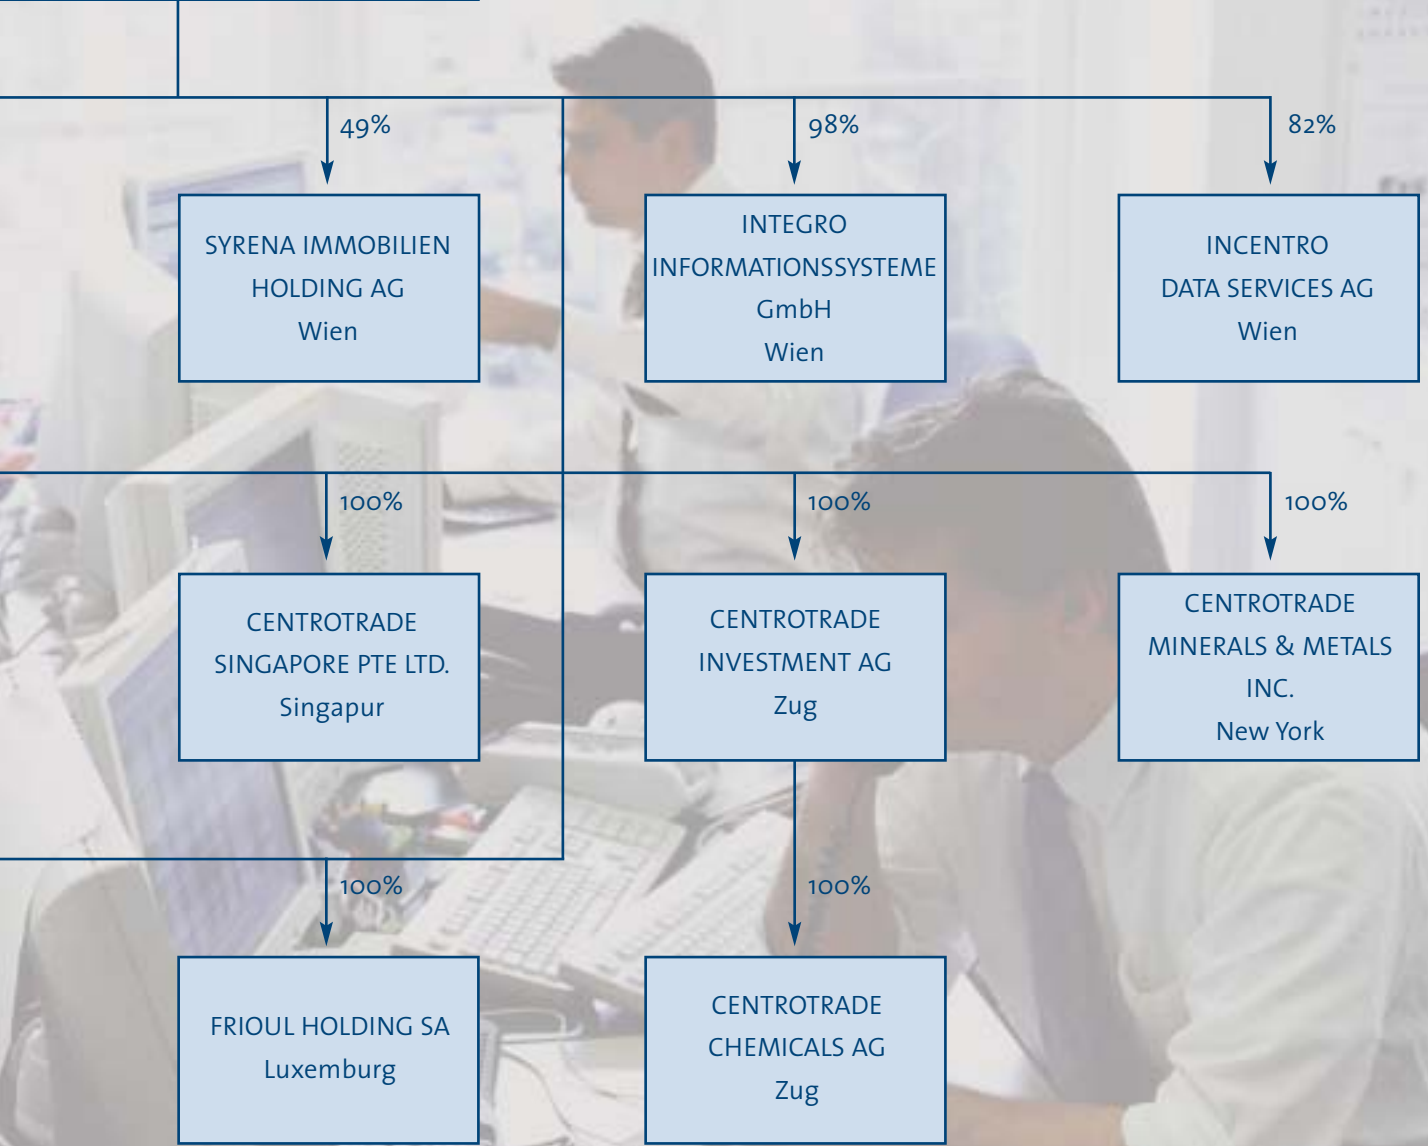 49%
98%
82%
SYRENA IMMOBILIEN
HOLDING AG
Wien
INTEGRO
INFORMATIONSSYSTEME
GmbH
Wien
INCENTRO
DATA SERVICES AG
Wien
100%
100%
100%
CENTROTRADE
SINGAPORE PTE LTD.
Singapur
CENTROTRADE
INVESTMENT AG
Zug
CENTROTRADE
MINERALS & METALS
INC.
New York
100%
100%
FRIOUL HOLDING SA
Luxemburg
CENTROTRADE
CHEMICALS AG
Zug